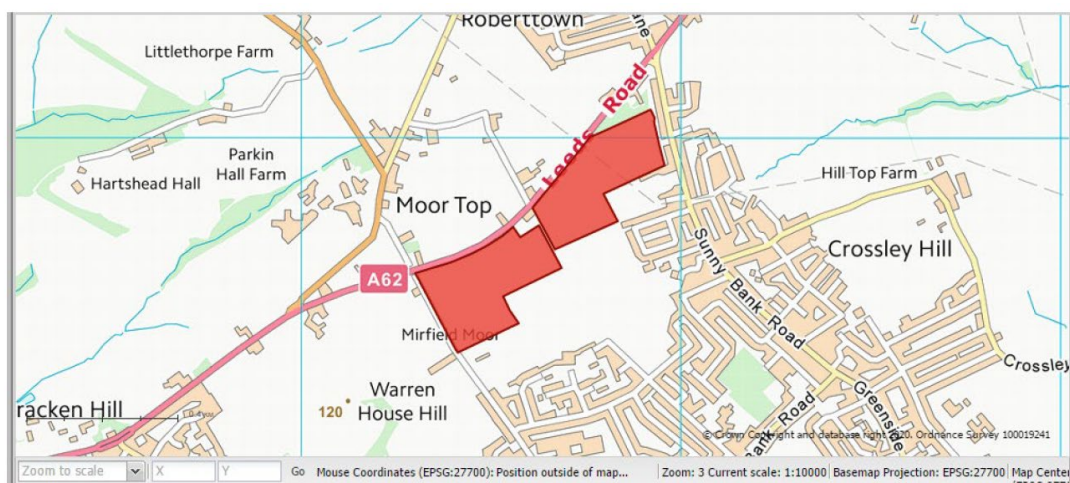 Roberttown
Lane
Littlethorpe Farm
Leeds Road
Parkin
Hall Farm
Hartshead Hall
Hill Top Farm
Moor Top
Crossley Hill
Sunny Bank Road
A62
Mirfield Moor
Crossley
Warren
House Hill
racken Hill
120
Greenside
Bank Road
© Crown Copyright and database right 2020. Ordnance Survey 100019241
Zoom to scale X Y Go Mouse Coordinates (EPSG:27700): Position outside of map... Zoom: 3 Current scale: 1:10000 Basemap Projection: EPSG:27700 Map Center